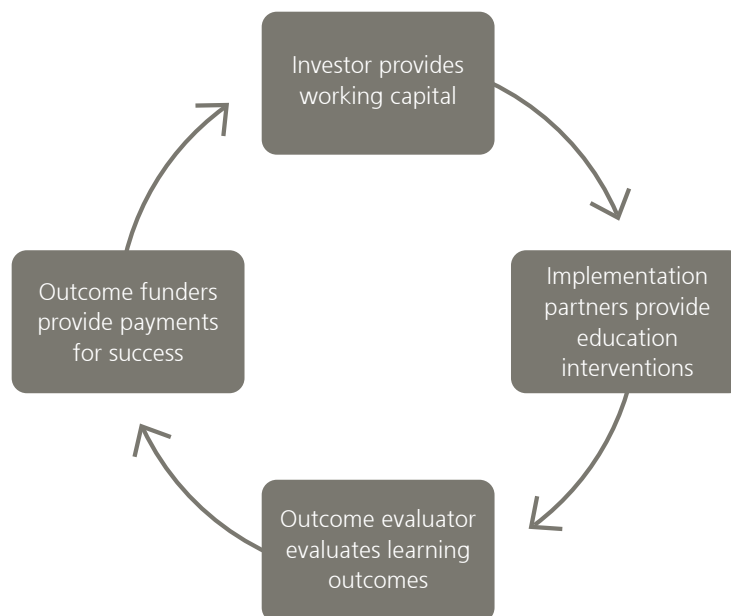 Investor provides
working capital
Implementation
partners provide
education
interventions
Outcome evaluator
evaluates learning
outcomes
Outcome funders
provide payments
for success